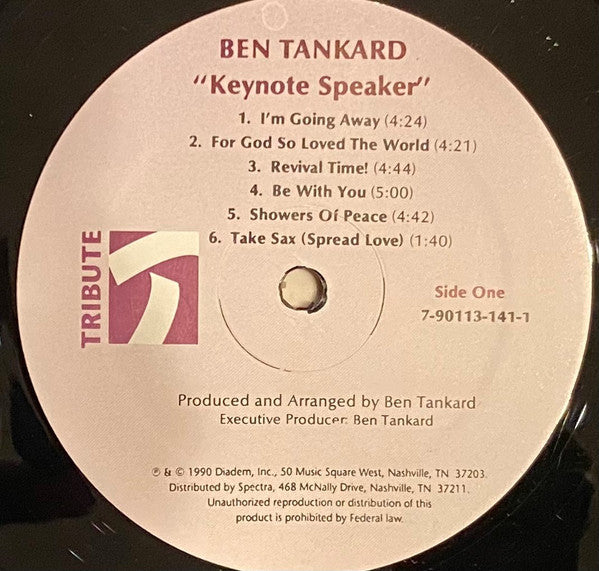 BEN TANKARD
"Keynote Speaker"
1. I'm Going Away (4:24)
2. For God So Loved The World (4:21)
3. Revival Time! (4:44)
4. Be With You (5:00)
5. Showers Of Peace (4:42)
6. Take Sax (Spread Love) (1:40)
TRIBUTE
Side One
7-90113-141-1
Produced and Arranged by Ben Tankard
Executive Producer: Ben Tankard
℗ & © 1990 Diadem, Inc., 50 Music Square West, Nashville, TN 37203.
Distributed by Spectra, 468 McNally Drive, Nashville, TN 37211.
Unauthorized reproduction or distribution of this
product is prohibited by Federal law.